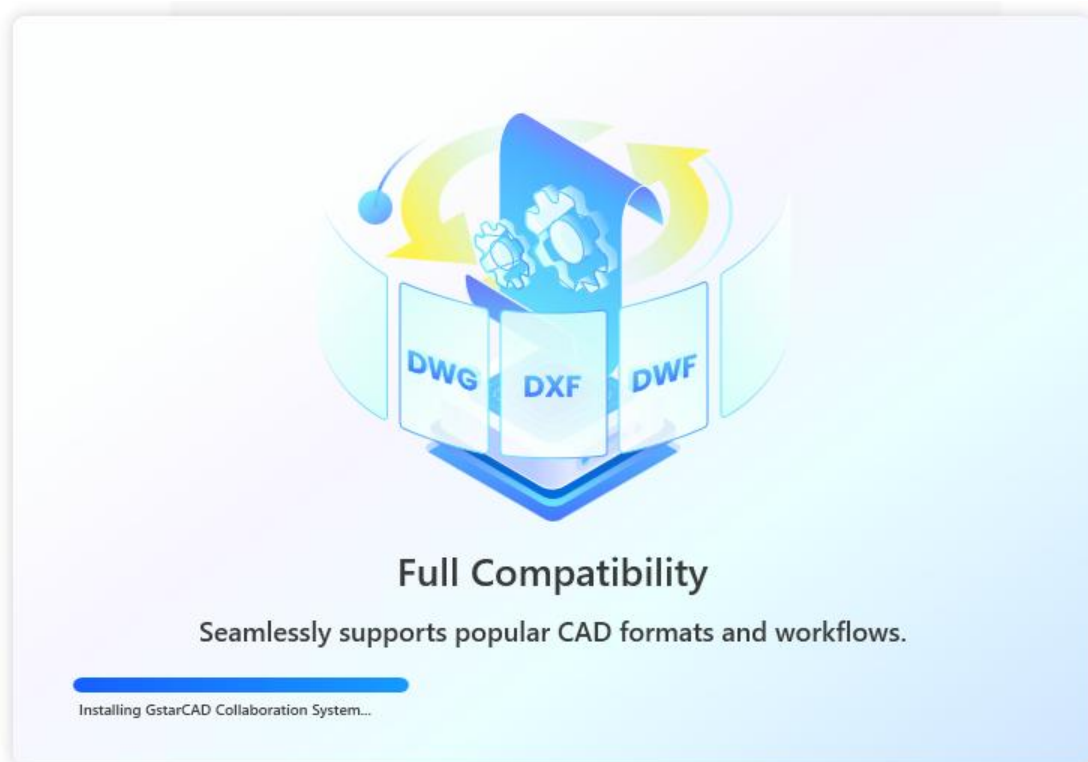 DWG
DXF
DWF
Full Compatibility
Seamlessly supports popular CAD formats and workflows.
Installing GstarCAD Collaboration System...